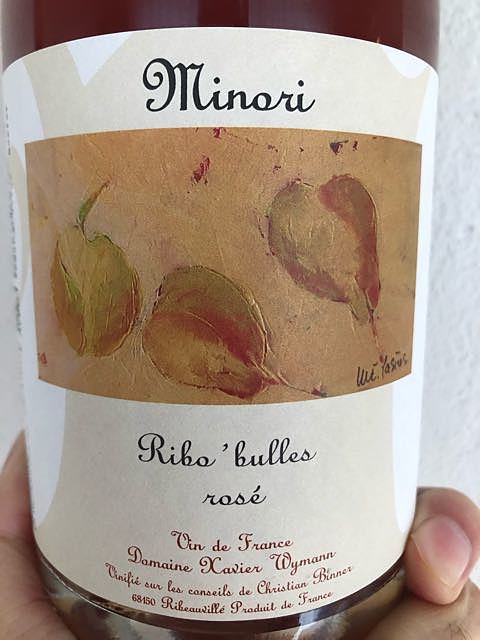 Minori
Ribo'bulles
rosé
Vin de France
Domaine Xavier Wymann
Vinifié sur les conseils de Christian Binner
68150 Ribeauvillé Produit de France